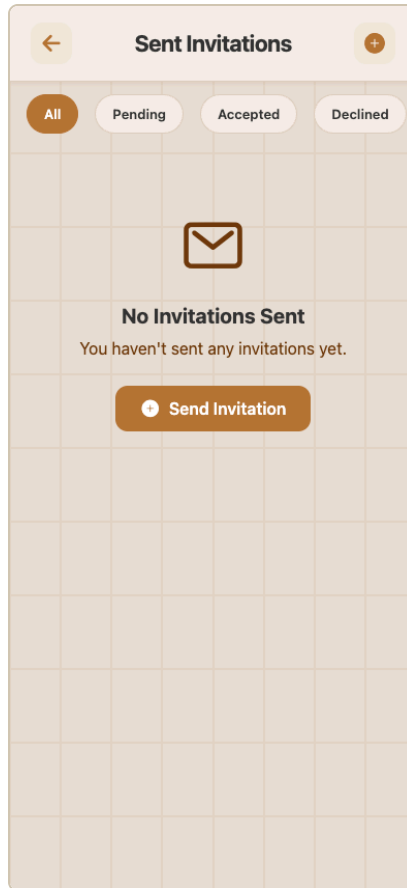 Sent Invitations
All Pending Accepted Declined
No Invitations Sent
You haven't sent any invitations yet.
Send Invitation